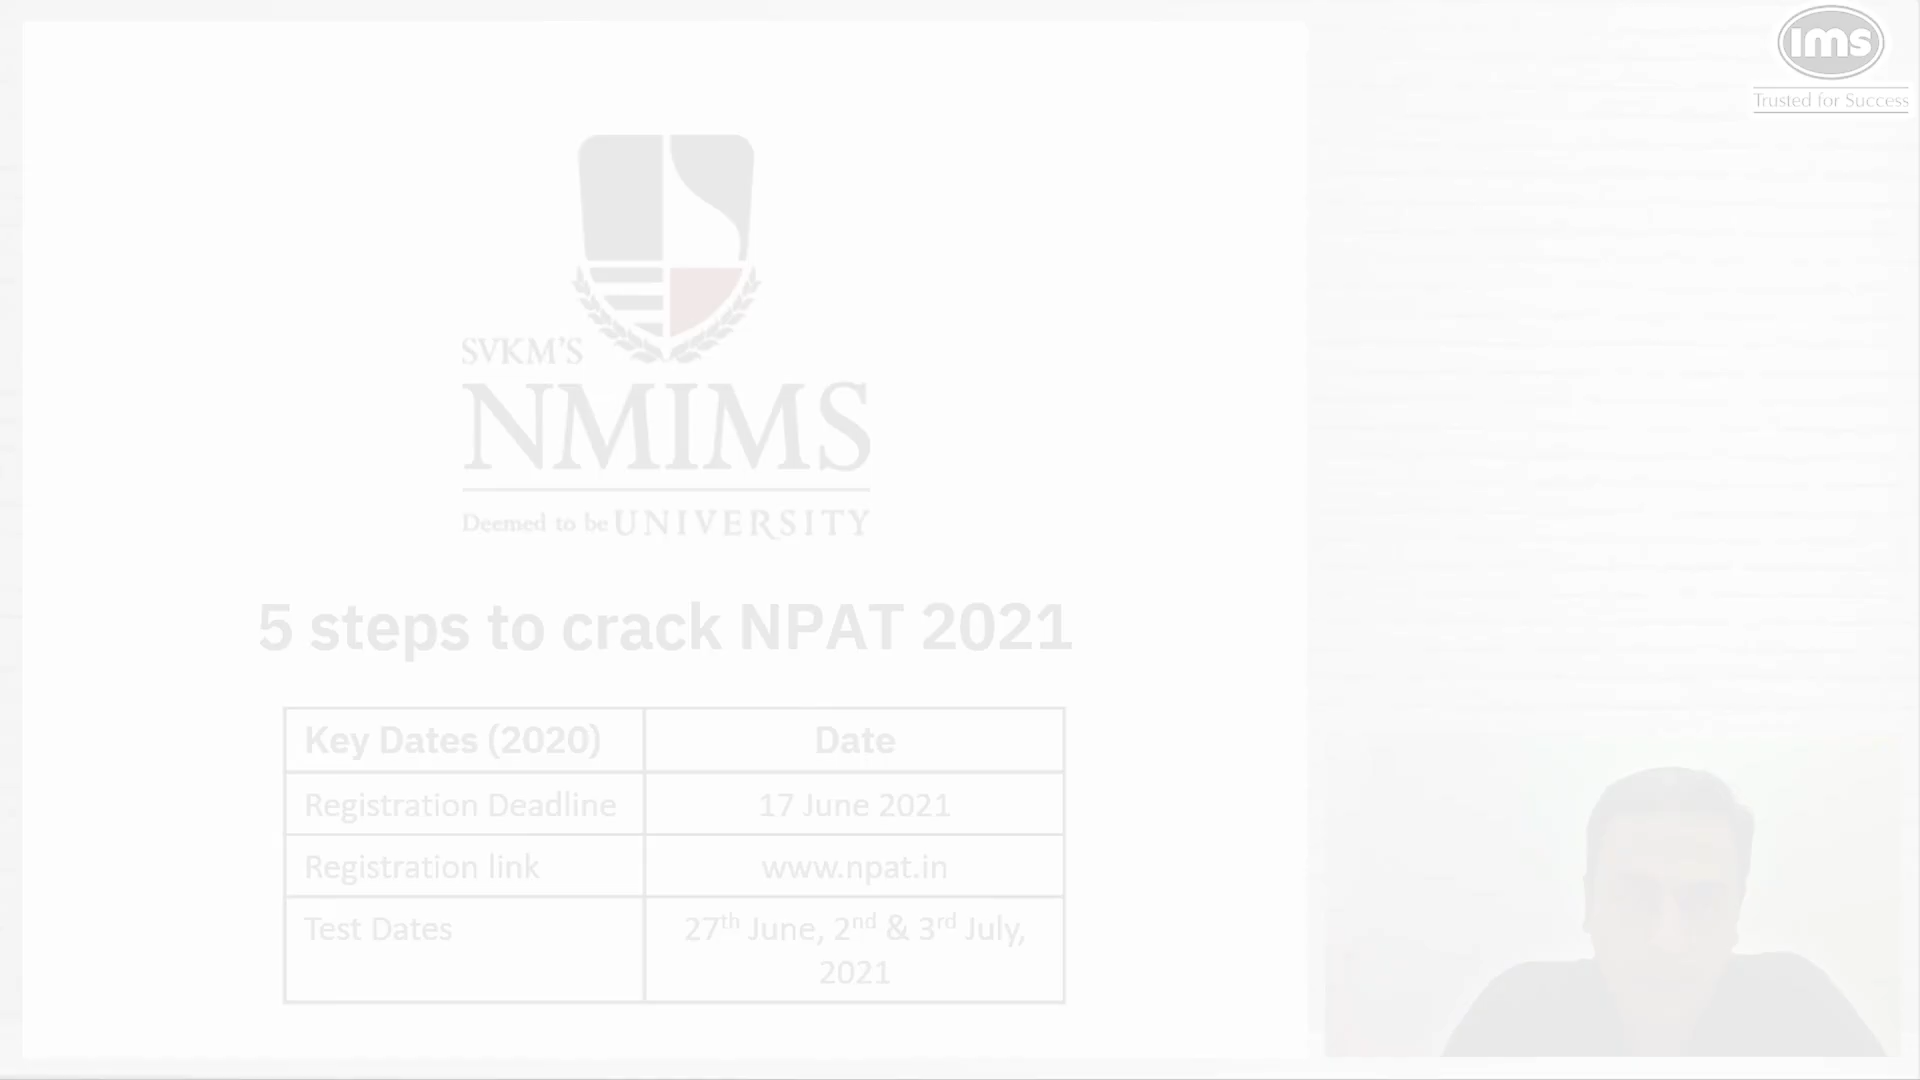 ims
Trusted for Success
SVKM'S
NMIMS
Deemed to be UNIVERSITY
5 steps to crack NPAT 2021
Key Dates (2020) Date
Registration Deadline 17 June 2021
Registration link www.npat.in
Test Dates 27th June, 2nd & 3rd July,
2021